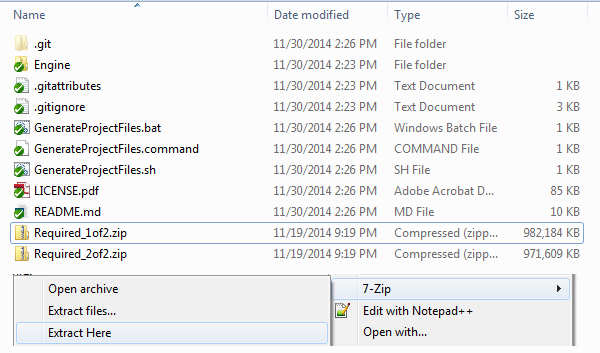 Name Date modified Type Size
.git 11/30/2014 2:26 PM File folder
Engine 11/30/2014 2:23 PM File folder
.gitattributes 11/30/2014 2:23 PM Text Document 1 KB
.gitignore 11/30/2014 2:23 PM Text Document 3 KB
GenerateProjectFiles.bat 11/30/2014 2:26 PM Windows Batch File 1 KB
GenerateProjectFiles.command 11/30/2014 2:26 PM COMMAND File 1 KB
GenerateProjectFiles.sh 11/30/2014 2:26 PM SH File 1 KB
LICENSE.pdf 11/30/2014 2:26 PM Adobe Acrobat D... 85 KB
README.md 11/30/2014 2:26 PM MD File 10 KB
Required_1of2.zip 11/19/2014 9:19 PM Compressed (zipp... 982,184 KB
Required_2of2.zip 11/19/2014 9:19 PM Compressed (zipp... 971,609 KB
Open archive 7-Zip
Extract files... Edit with Notepad++
Extract Here Open with...